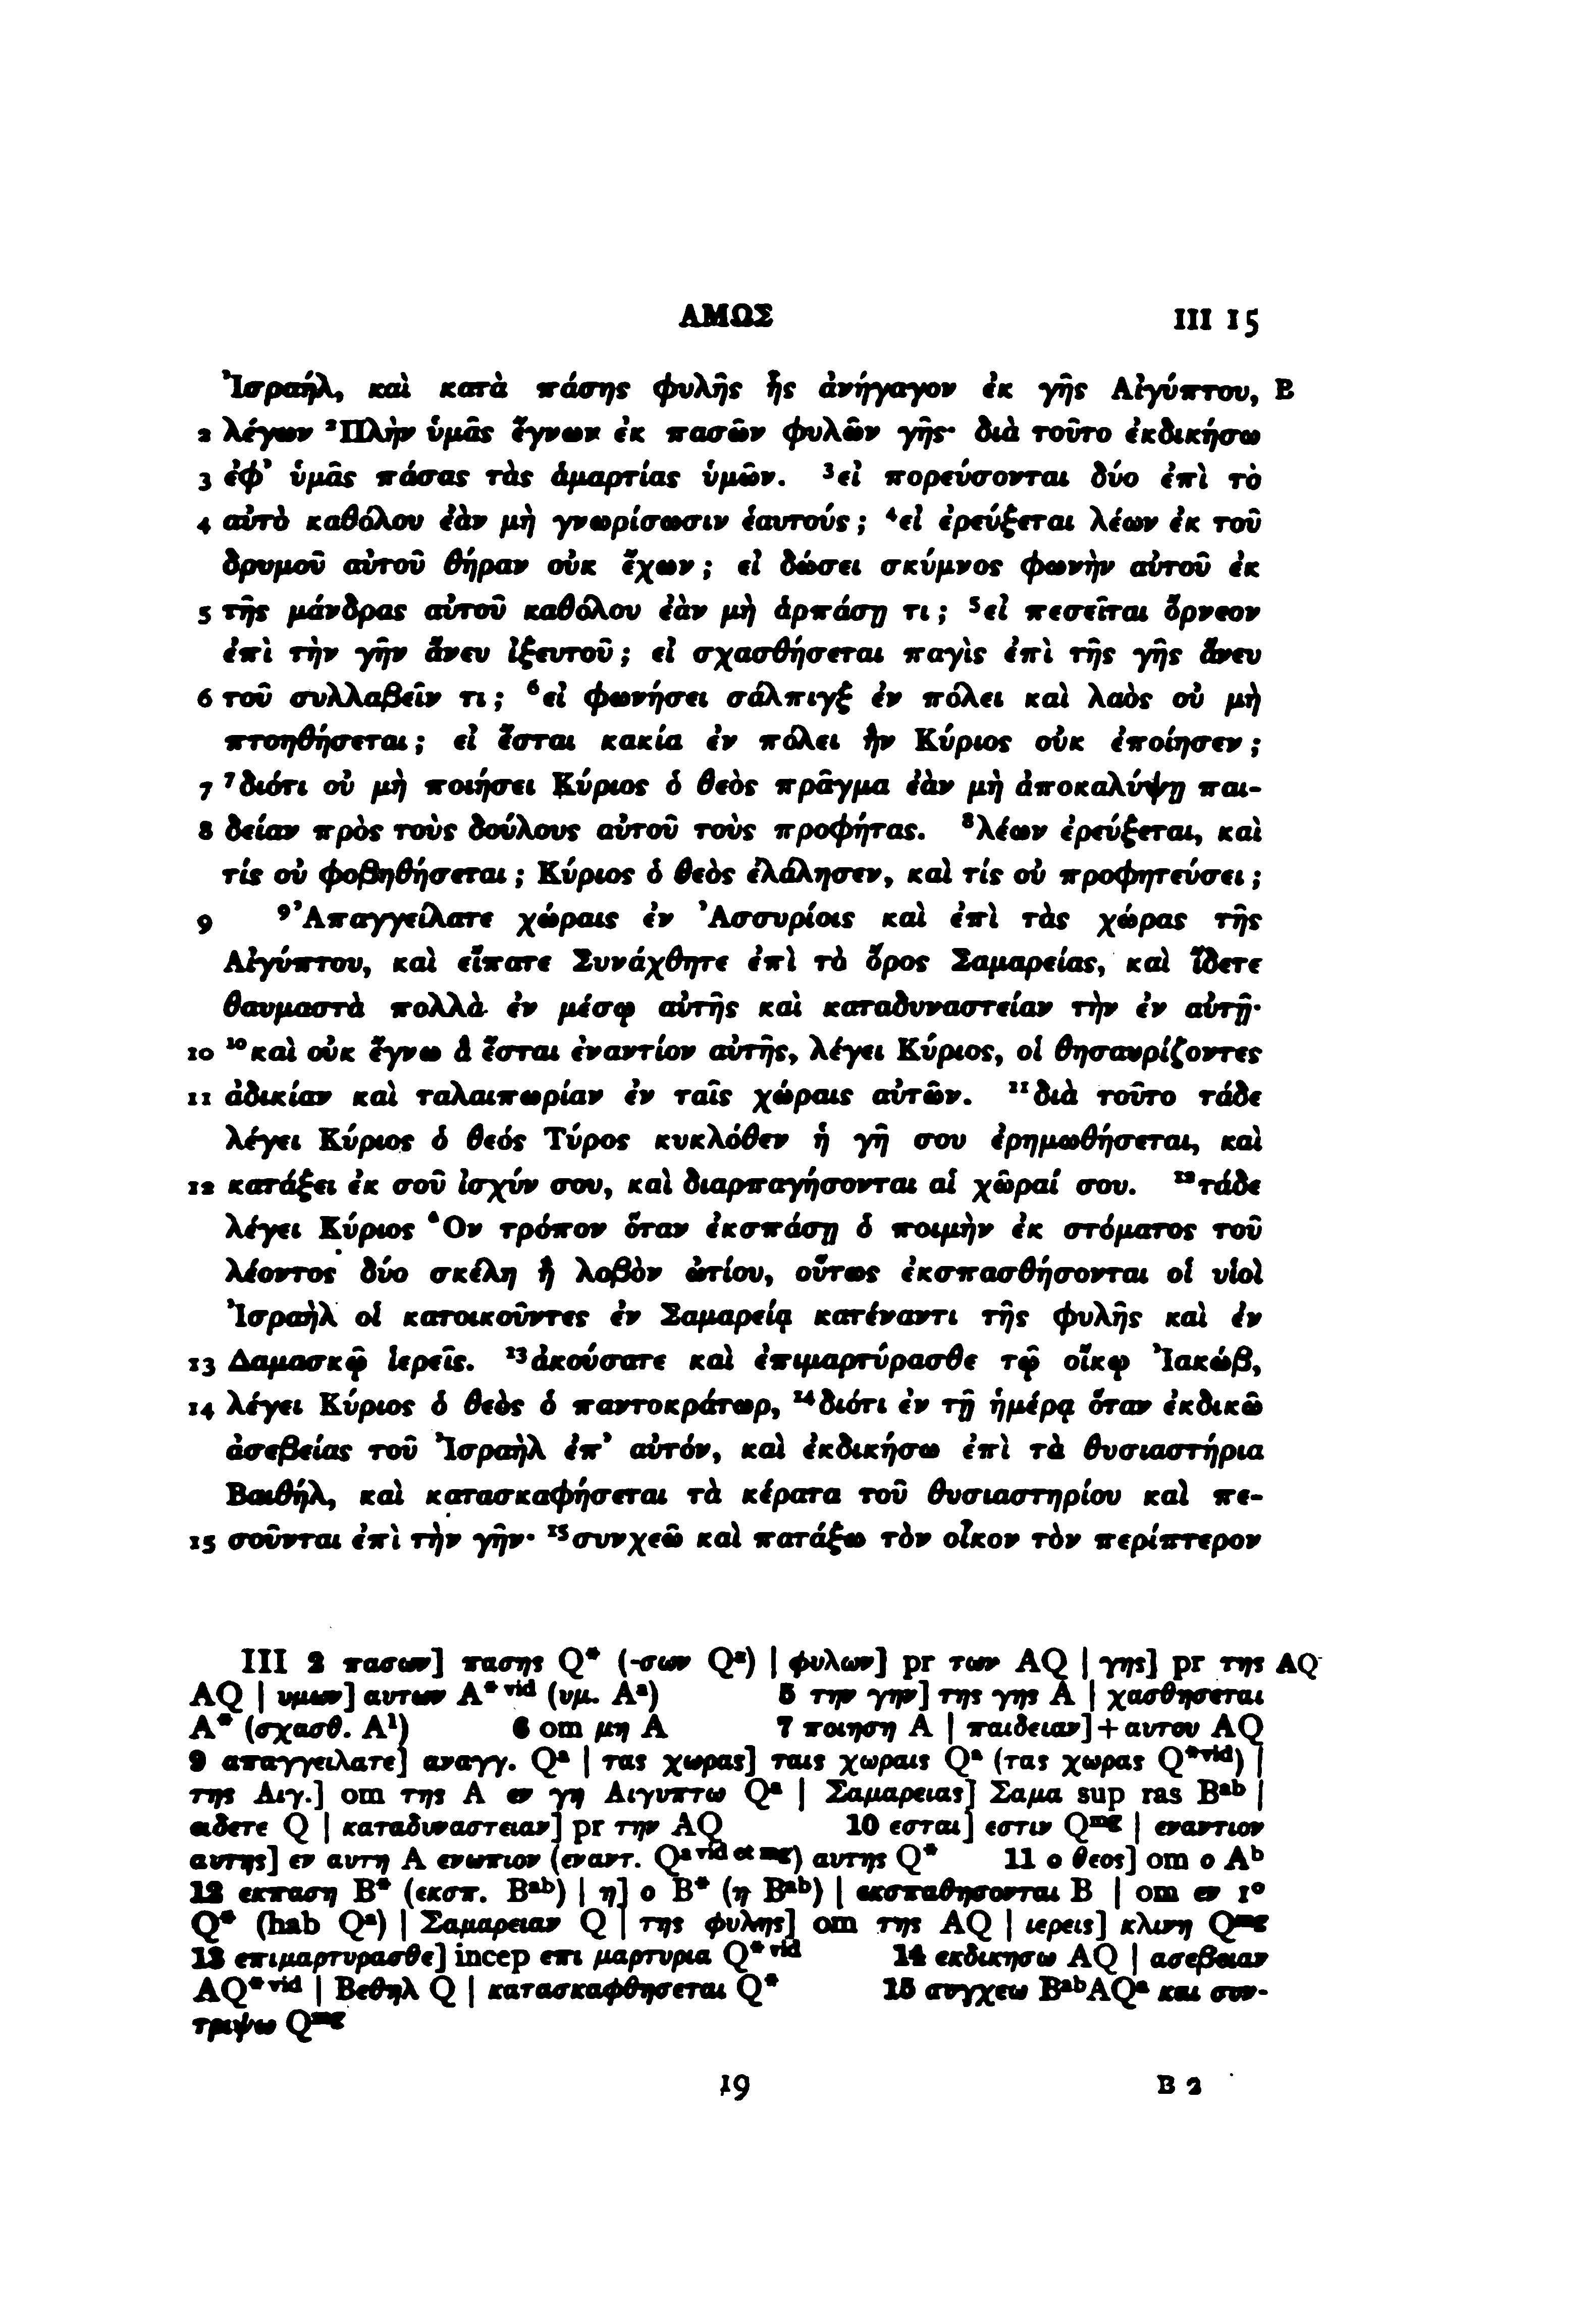 ΑΜΩΣ III 15
Ἰσραήλ, καὶ κατὰ πάσης φυλῆς ἧς ἀνήγαγον ἐκ γῆς Αἰγύπτου, B
2 λέγων ²Πλὴν ὑμᾶς ἔγνων ἐκ πασῶν φυλῶν γῆς· διὰ τοῦτο ἐκδικήσω
3 ἐφ᾽ ὑμᾶς πάσας τὰς ἁμαρτίας ὑμῶν. ³εἰ πορεύσονται δύο ἐπὶ τὸ
4 αὐτὸ καθόλου ἐὰν μὴ γνωρίσωσιν ἑαυτούς; ⁴εἰ ἐρεύξεται λέων ἐκ τοῦ
δρυμοῦ αὐτοῦ θήραν οὐκ ἔχων; εἰ δώσει σκύμνος φωνὴν αὐτοῦ ἐκ
5 τῆς μάνδρας αὐτοῦ καθόλου ἐὰν μὴ ἁρπάσῃ τι; ⁵εἰ πεσεῖται ὄρνεον
ἐπὶ τὴν γῆν ἄνευ ἰξευτοῦ; εἰ σχασθήσεται παγὶς ἐπὶ τῆς γῆς ἄνευ
6 τοῦ συλλαβεῖν τι; ⁶εἰ φωνήσει σάλπιγξ ἐν πόλει καὶ λαὸς οὐ μὴ
πτοηθήσεται; εἰ ἔσται κακία ἐν πόλει ἣν Κύριος οὐκ ἐποίησεν;
7 ⁷διότι οὐ μὴ ποιήσει Κύριος ὁ θεὸς πρᾶγμα ἐὰν μὴ ἀποκαλύψῃ παι-
8 δείαν πρὸς τοὺς δούλους αὐτοῦ τοὺς προφήτας. ⁸λέων ἐρεύξεται, καὶ
τίς οὐ φοβηθήσεται; Κύριος ὁ θεὸς ἐλάλησεν, καὶ τίς οὐ προφητεύσει;
9 ⁹Ἀπαγγείλατε χώραις ἐν Ἀσσυρίοις καὶ ἐπὶ τὰς χώρας τῆς
Αἰγύπτου, καὶ εἴπατε Συνάχθητε ἐπὶ τὸ ὄρος Σαμαρείας, καὶ ἴδετε
θαυμαστὰ πολλὰ ἐν μέσῳ αὐτῆς καὶ καταδυναστείαν τὴν ἐν αὐτῇ·
10 ¹⁰καὶ οὐκ ἔγνω ἃ ἔσται ἐναντίον αὐτῆς, λέγει Κύριος, οἱ θησαυρίζοντες
11 ἀδικίαν καὶ ταλαιπωρίαν ἐν ταῖς χώραις αὐτῶν. ¹¹διὰ τοῦτο τάδε
λέγει Κύριος ὁ θεός Τύρος κυκλόθεν ἡ γῆ σου ἐρημωθήσεται, καὶ
12 κατάξει ἐκ σοῦ ἰσχύν σου, καὶ διαρπαγήσονται αἱ χῶραί σου. ¹²τάδε
λέγει Κύριος Ὃν τρόπον ὅταν ἐκσπάσῃ ὁ ποιμὴν ἐκ στόματος τοῦ
λέοντος δύο σκέλη ἢ λοβὸν ὠτίου, οὕτως ἐκσπασθήσονται οἱ υἱοὶ
Ἰσραὴλ οἱ κατοικοῦντες ἐν Σαμαρείᾳ κατέναντι τῆς φυλῆς καὶ ἐν
13 Δαμασκῷ ἱερεῖς. ¹³ἀκούσατε καὶ ἐπιμαρτύρασθε τῷ οἴκῳ Ἰακώβ,
14 λέγει Κύριος ὁ θεὸς ὁ παντοκράτωρ, ¹⁴διότι ἐν τῇ ἡμέρᾳ ὅταν ἐκδικῶ
ἀσεβείας τοῦ Ἰσραὴλ ἐπ᾽ αὐτόν, καὶ ἐκδικήσω ἐπὶ τὰ θυσιαστήρια
Βαιθήλ, καὶ κατασκαφήσεται τὰ κέρατα τοῦ θυσιαστηρίου καὶ πε-
15 σοῦνται ἐπὶ τὴν γῆν· ¹⁵συνχεῶ καὶ πατάξω τὸν οἶκον τὸν περίπτερον
III 2 πασων] πασης Q* (-σων Qᵃ) | φυλων] pr των AQ | γης] pr της AQ
AQ | υμων] αυτων A*ᵛⁱᵈ (υμ. Aᵃ) 5 την γην] της γης A | χασθησεται
A* (σχασθ. A¹) 6 om μη A 7 ποιηση A | παιδειαν]+αυτου AQ
9 απαγγειλατε] αναγγ. Qᵃ | τας χωρας] ταις χωραις Qᵃ (τας χωρας Q*ᵛⁱᵈ) |
της Αιγ.] om της A εν γη Αιγυπτω Qᵃ | Σαμαρειας] Σαμα sup ras Bᵃᵇ |
ειδετε Q | καταδυναστειαν] pr την AQ 10 εσται] εστιν Qᵐᵍ | εναντιον
αυτης] εν αυτη A ενωπιον (εναντ. Qᵃ ᵛⁱᵈ ᵉᵗ ᵐᵍ) αυτης Q* 11 ο θεος] om ο Aᵇ
12 εκπαση B* (εκσπ. Bᵃᵇ) | η] ο B* (η Bᵃᵇ) | εκσπαθησονται B | om εν 1°
Q* (hab Qᵃ) | Σαμαρειαν Q | της φυλης] om της AQ | ιερεις] κλινη Qᵐᵍ
13 επιμαρτυρασθε] incep επι μαρτυρια Q*ᵛⁱᵈ 14 εκδικησω AQ | ασεβειαν
AQ*ᵛⁱᵈ | Βεθηλ Q | κατασκαφθησεται Q* 15 συγχεω BᵃᵇAQᵃ και συν-
τριψω Qᵐᵍ
19 B 2